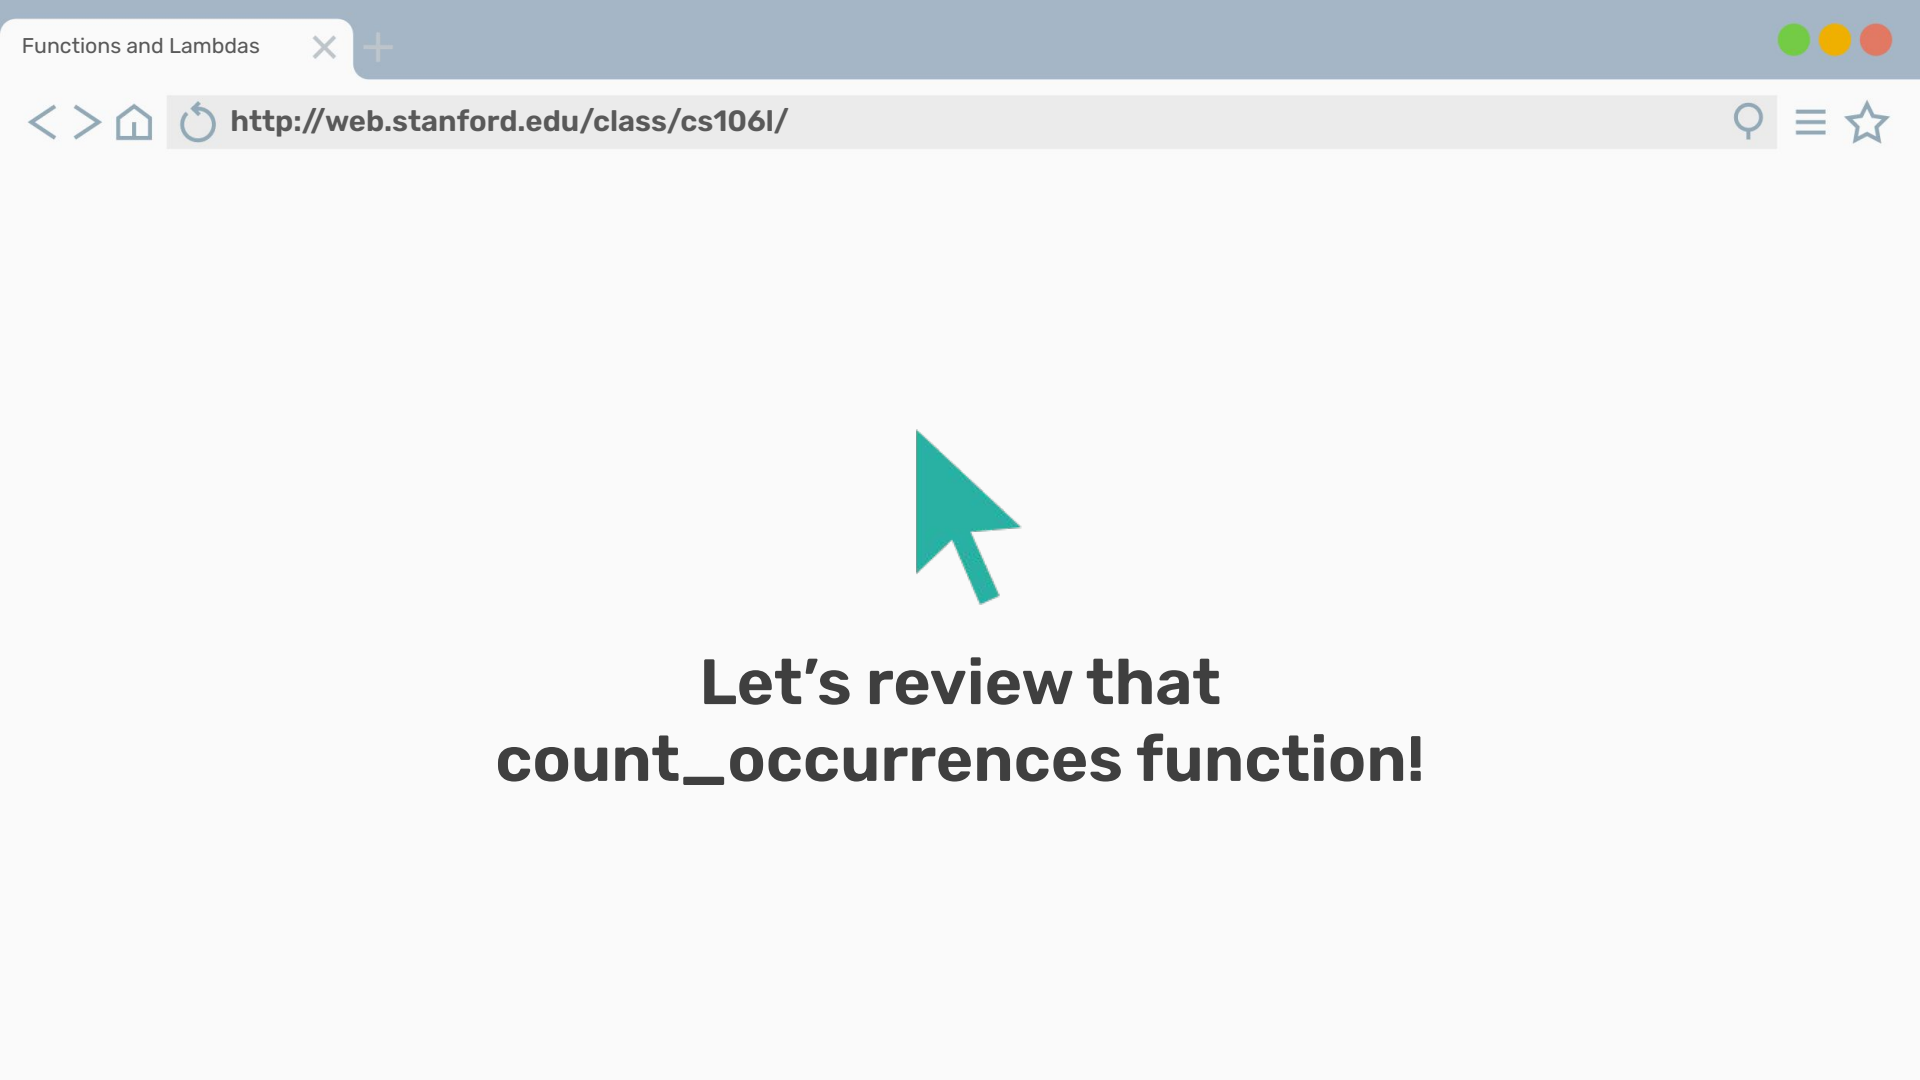 Functions and Lambdas
http://web.stanford.edu/class/cs106l/
Let’s review that
count_occurrences function!